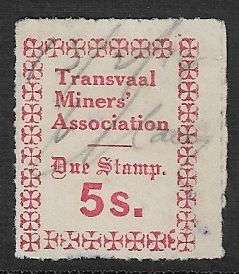 Transvaal
Miners'
Association
Due Stamp.
5s.